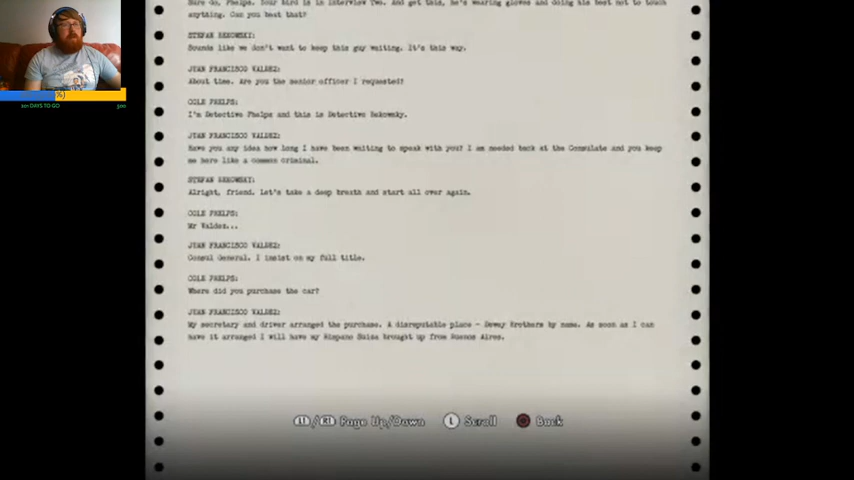 Sure do, Phelps. Your bird is in Interview Two. And get this, he's wearing gloves and doing his best not to touch
anything. Can you beat that?
STEFAN BEKOWSKY:
Sounds like we don't want to keep this guy waiting. It's this way.
JUAN FRANCISCO VALDEZ:
About time. Are you the senior officer I requested?
COLE PHELPS:
I'm Detective Phelps and this is Detective Bekowsky.
JUAN FRANCISCO VALDEZ:
Have you any idea how long I have been waiting to speak with you? I am needed back at the Consulate and you keep
me here like a common criminal.
STEFAN BEKOWSKY:
Alright, friend. Let's take a deep breath and start all over again.
COLE PHELPS:
Mr Valdez...
JUAN FRANCISCO VALDEZ:
Consul General. I insist on my full title.
COLE PHELPS:
Where did you purchase the car?
JUAN FRANCISCO VALDEZ:
My secretary and driver arranged the purchase. A disreputable place - Dewey Brothers by name. As soon as I can
have it arranged I will have my Hispano Suiza brought up from Buenos Aires.
L1/R1 Page Up/Down L Scroll Back
%)
DAYS TO GO